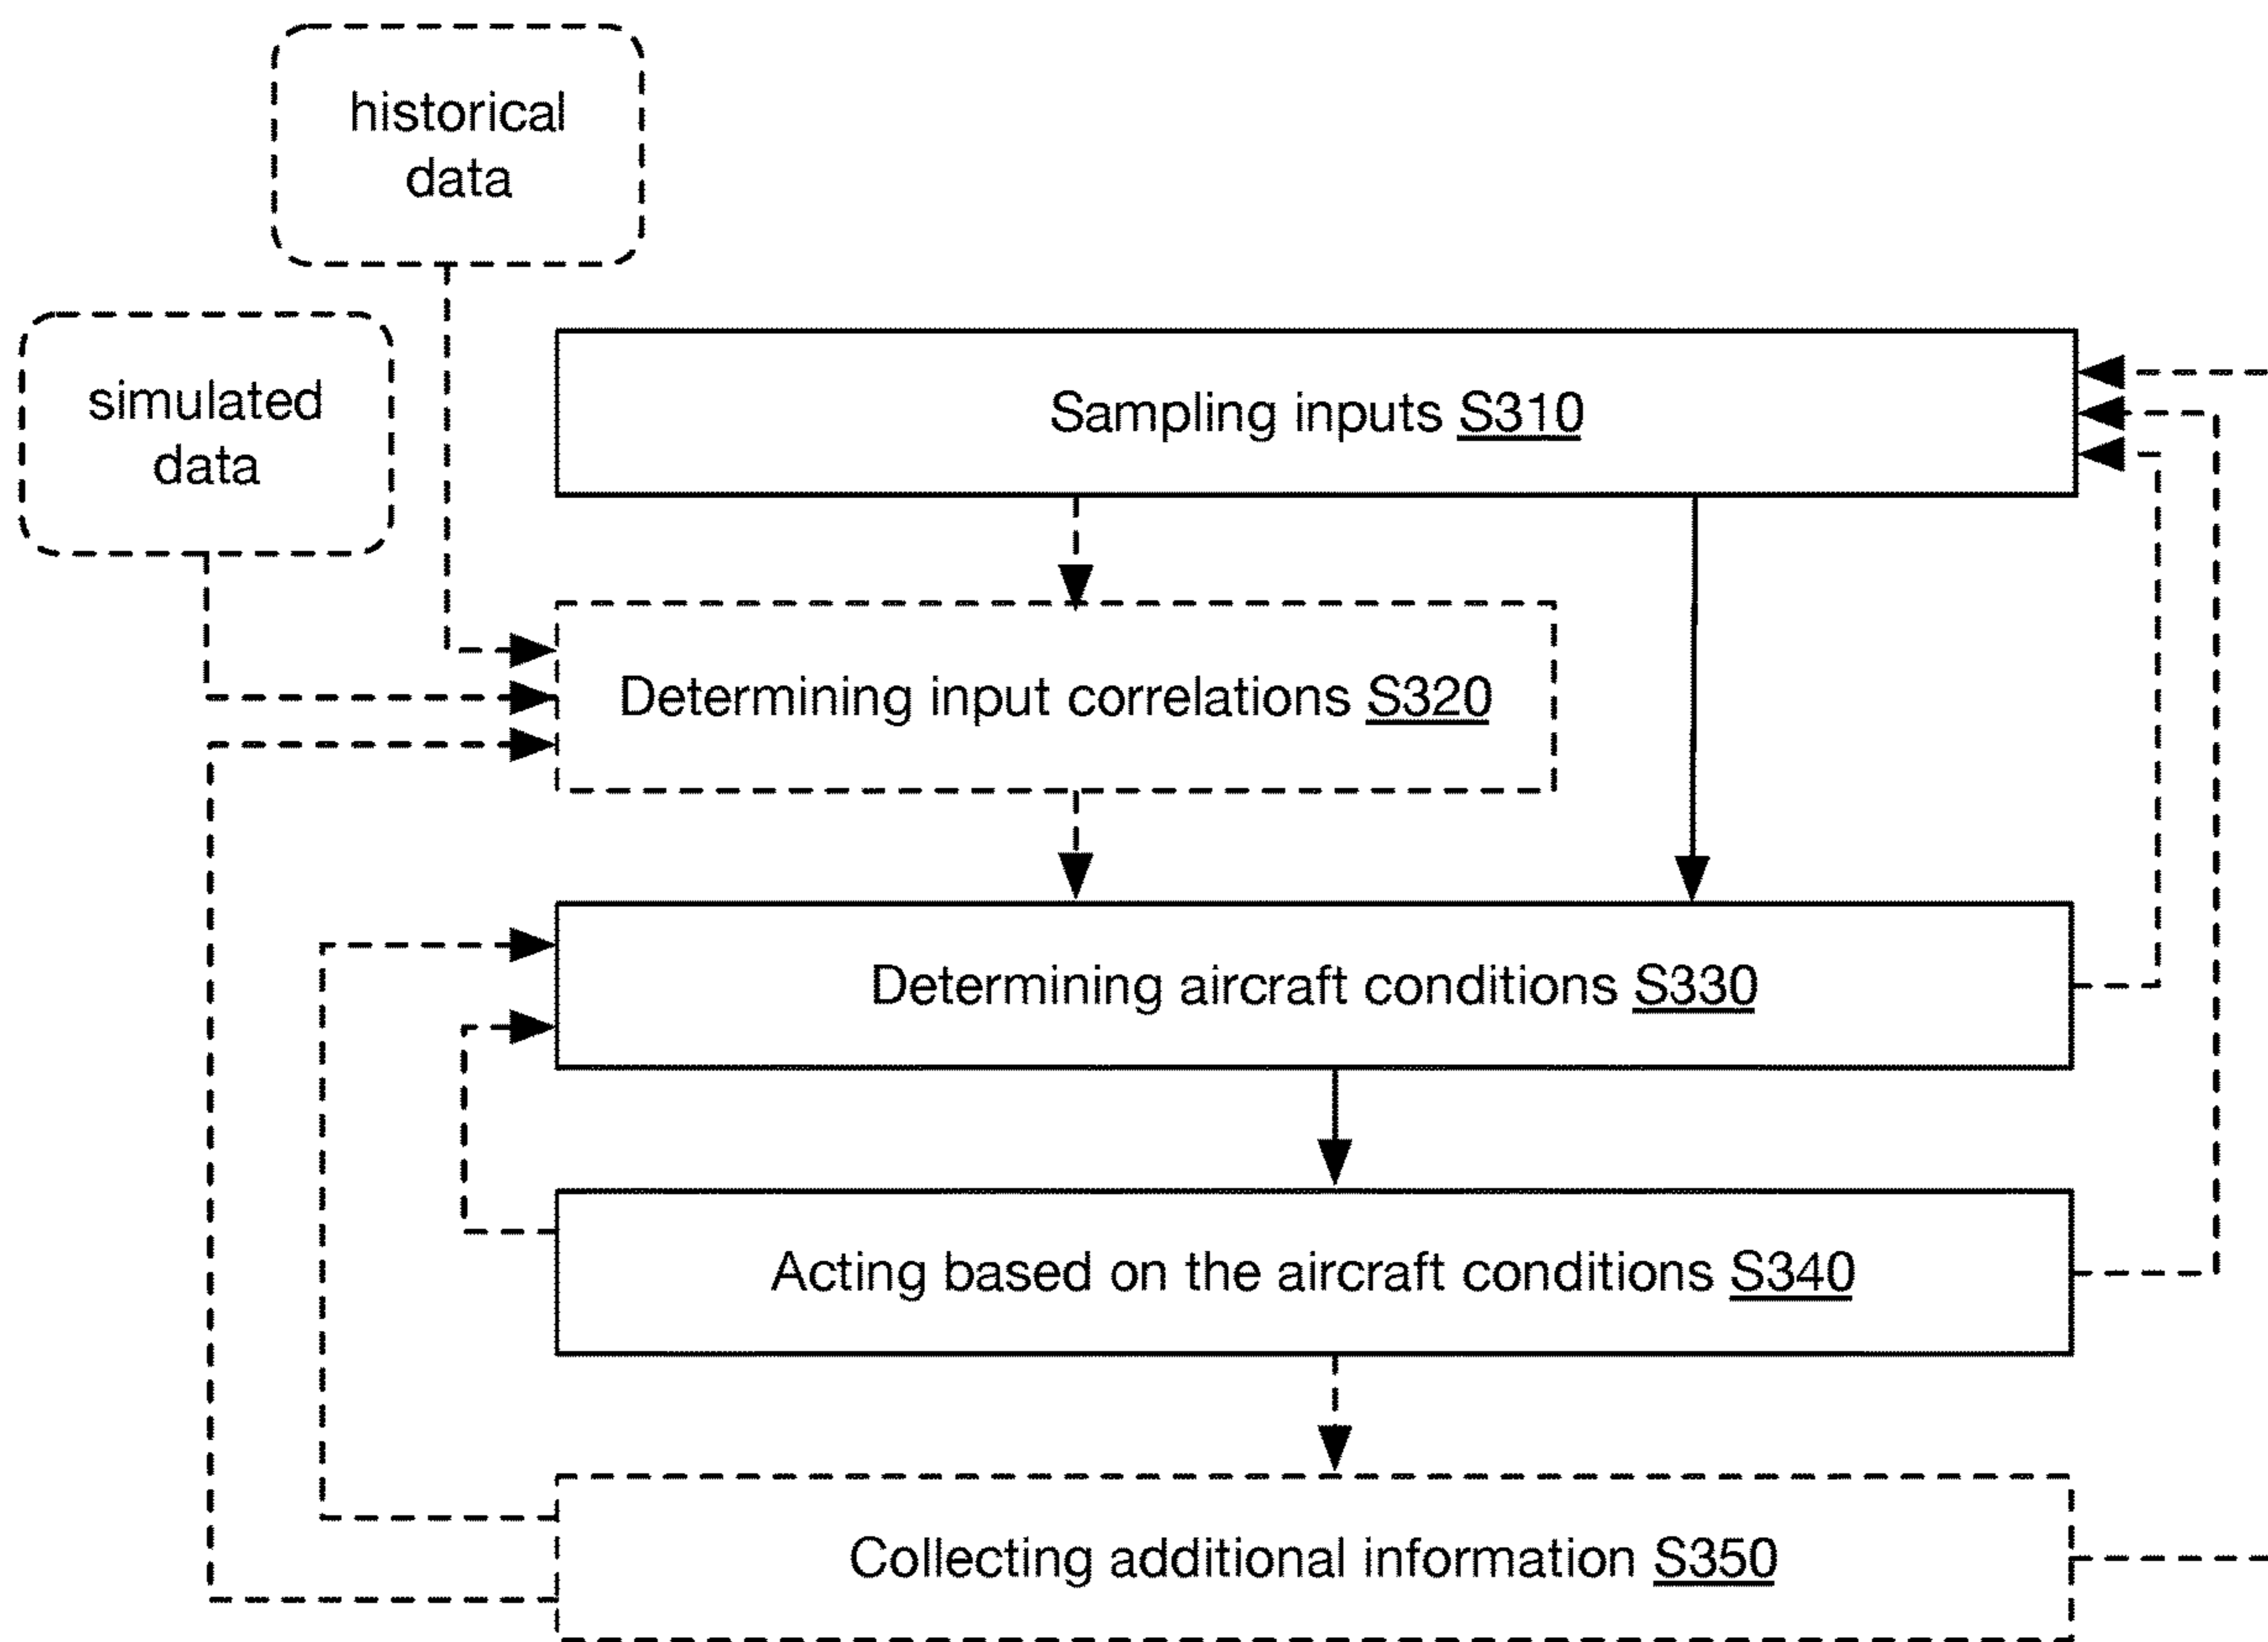 historical
data
simulated
data
Sampling inputs S310
Determining input correlations S320
Determining aircraft conditions S330
Acting based on the aircraft conditions S340
Collecting additional information S350